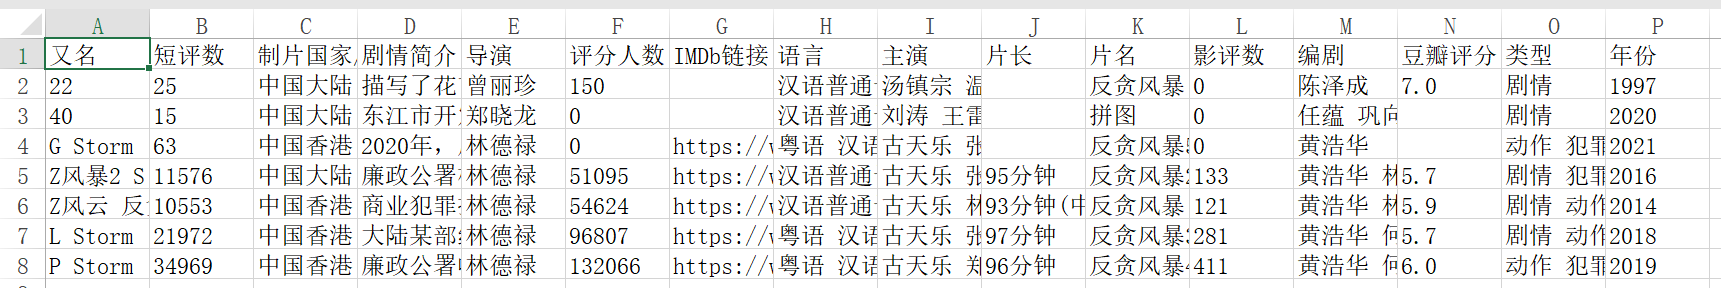 A B C D E F G H I J K L M N O P
1 又名 短评数 制片国家 剧情简介 导演 评分人数 IMDb链接 语言 主演 片长 片名 影评数 编剧 豆瓣评分 类型 年份
2 22 25 中国大陆 描写了花 曾丽珍 150 汉语普通 汤镇宗 温 反贪风暴 0 陈泽成 7.0 剧情 1997
3 40 15 中国大陆 东江市开 郑晓龙 0 汉语普通 刘涛 王雷 拼图 0 任蕴 巩向 剧情 2020
4 G Storm 63 中国香港 2020年, 林德禄 0 https:// 粤语 汉语 古天乐 张 反贪风暴 0 黄浩华 动作 犯罪 2021
5 Z风暴2 S 11576 中国大陆 廉政公署 林德禄 51095 https:// 汉语普通 古天乐 张 95分钟 反贪风暴 133 黄浩华 林 5.7 剧情 犯罪 2016
6 Z风云 反 10553 中国香港 商业犯罪 林德禄 54624 https:// 汉语普通 古天乐 林 93分钟(中 反贪风暴 121 黄浩华 林 5.9 剧情 动作 2014
7 L Storm 21972 中国香港 大陆某部 林德禄 96807 https:// 粤语 汉语 古天乐 张 97分钟 反贪风暴 281 黄浩华 何 5.7 剧情 动作 2018
8 P Storm 34969 中国香港 廉政公署 林德禄 132066 https:// 粤语 汉语 古天乐 郑 96分钟 反贪风暴 411 黄浩华 何 6.0 动作 犯罪 2019